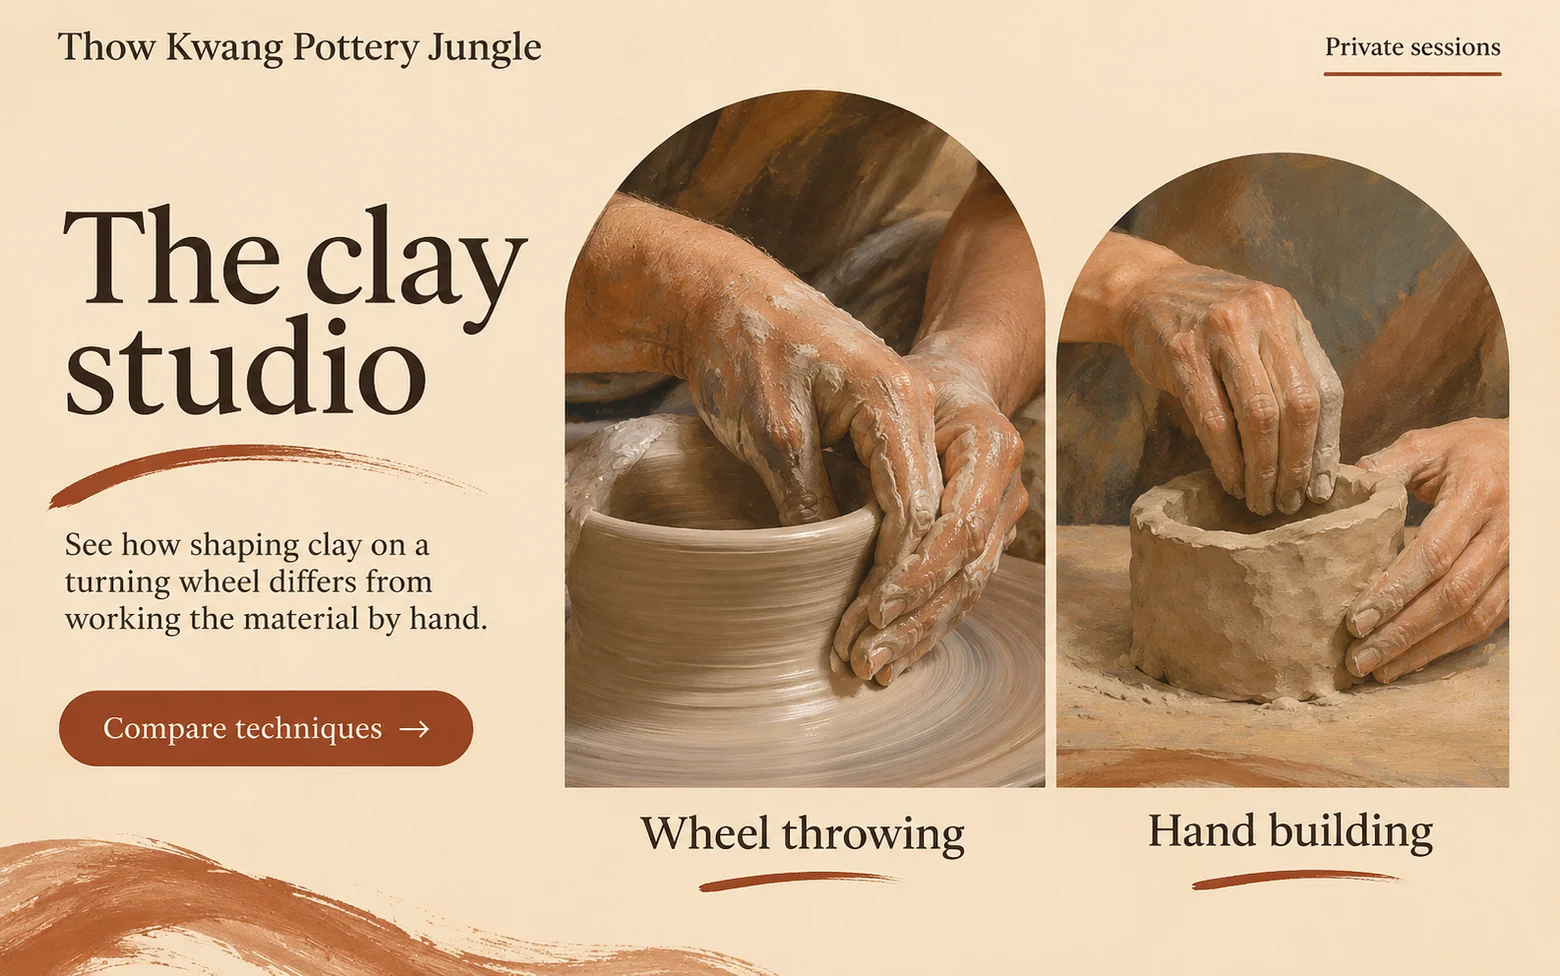 Thow Kwang Pottery Jungle
Private sessions
The clay
studio
See how shaping clay on a
turning wheel differs from
working the material by hand.
Compare techniques →
Wheel throwing
Hand building